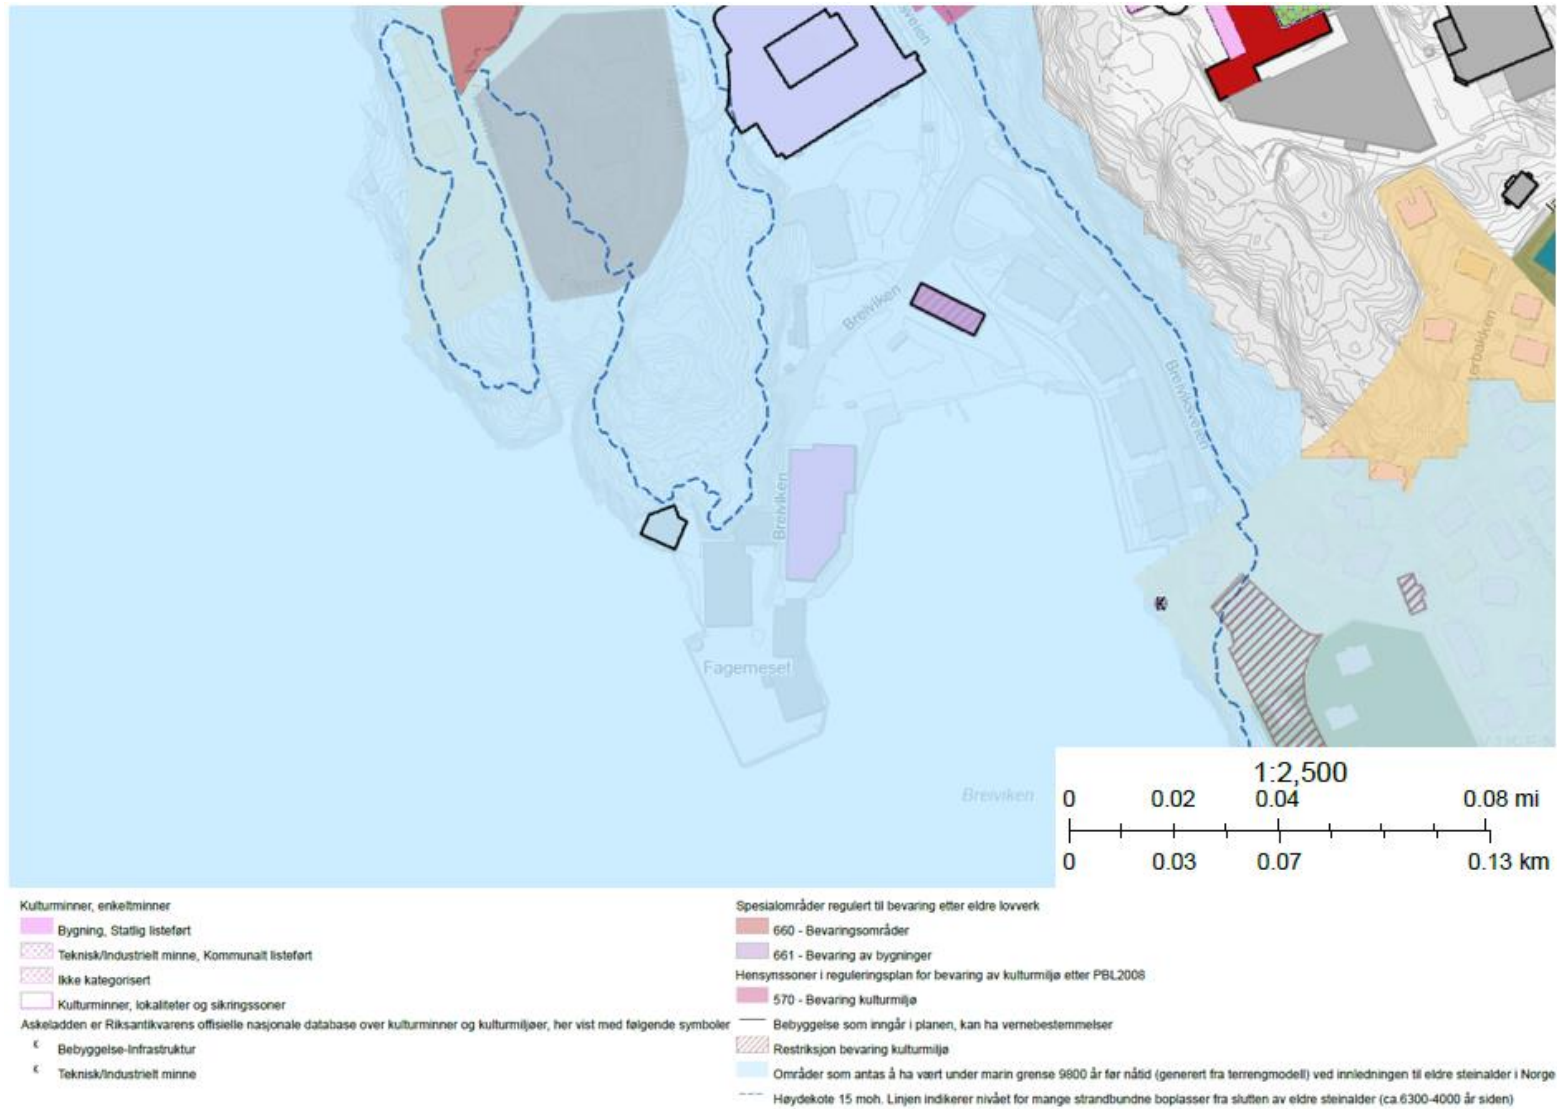 sveien
Breiviken
Breiviksveien
erbakken
Breiviken
K
Fagerneset
Breiviken
1:2,500
0 0.02 0.04 0.08 mi
0 0.03 0.07 0.13 km
Kulturminner, enkeltminner
Bygning, Statlig listeført
Teknisk/Industrielt minne, Kommunalt listeført
Ikke kategorisert
Kulturminner, lokaliteter og sikringssoner
Askeladden er Riksantikvarens offisielle nasjonale database over kulturminner og kulturmiljøer, her vist med følgende symboler
Bebyggelse-Infrastruktur
Teknisk/Industrielt minne
Spesialområder regulert til bevaring etter eldre lovverk
660 - Bevaringsområder
661 - Bevaring av bygninger
Hensynssoner i reguleringsplan for bevaring av kulturmiljø etter PBL2008
570 - Bevaring kulturmiljø
Bebyggelse som inngår i planen, kan ha vernebestemmelser
Restriksjon bevaring kulturmiljø
Områder som antas å ha vært under marin grense 9800 år før nåtid (generert fra terrengmodell) ved innledningen til eldre steinalder i Norge
Høydekote 15 moh. Linjen indikerer nivået for mange strandbundne boplasser fra slutten av eldre steinalder (ca.6300-4000 år siden)